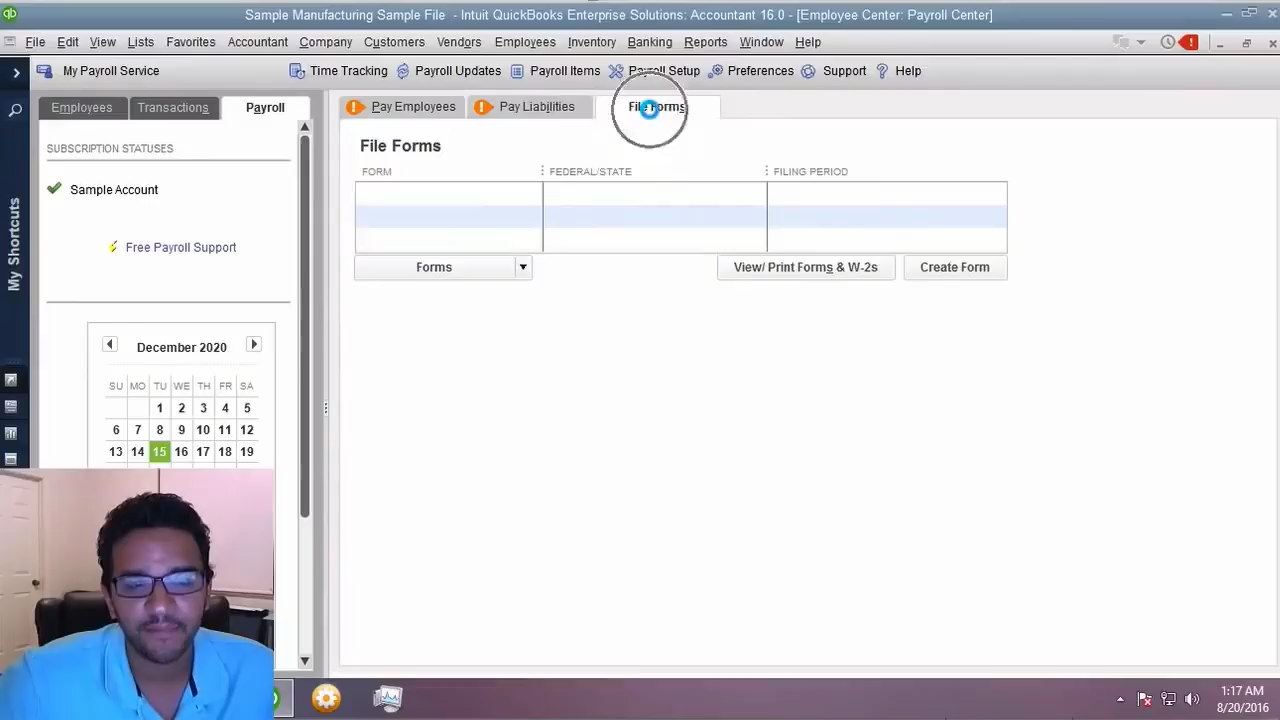 Sample Manufacturing Sample File - Intuit QuickBooks Enterprise Solutions: Accountant 16.0 - [Employee Center: Payroll Center]
File Edit View Lists Favorites Accountant Company Customers Vendors Employees Inventory Banking Reports Window Help
My Payroll Service Time Tracking Payroll Updates Payroll Items Payroll Setup Preferences Support Help
Employees Transactions Payroll Pay Employees Pay Liabilities File Forms
File Forms
SUBSCRIPTION STATUSES
FORM FEDERAL/STATE FILING PERIOD
Sample Account
My Shortcuts
Free Payroll Support
Forms View/ Print Forms & W-2s Create Form
December 2020
SU MO TU WE TH FR SA
1 2 3 4 5
6 7 8 9 10 11 12
13 14 15 16 17 18 19
1:17 AM
8/20/2016